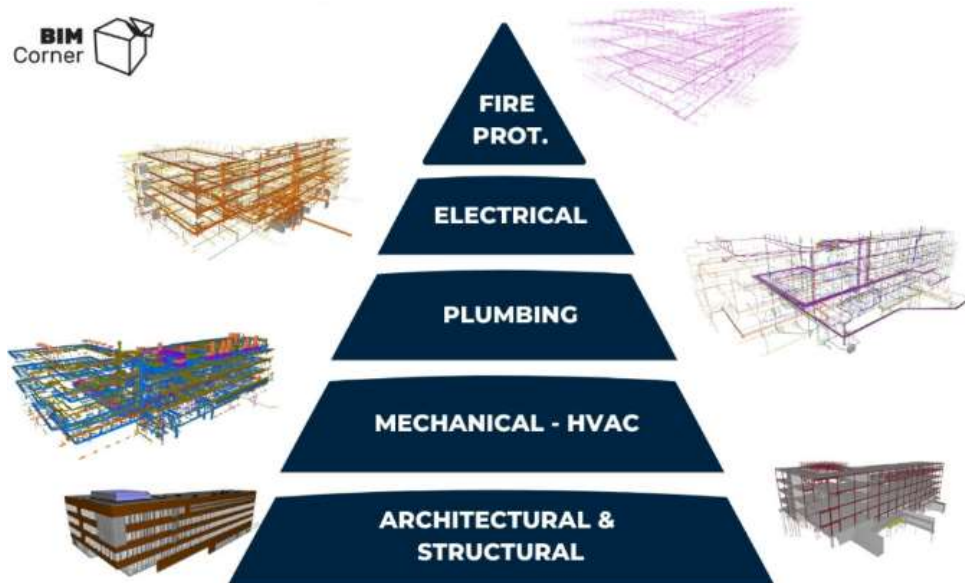 BIM
Corner
FIRE
PROT.
ELECTRICAL
PLUMBING
MECHANICAL - HVAC
ARCHITECTURAL &
STRUCTURAL